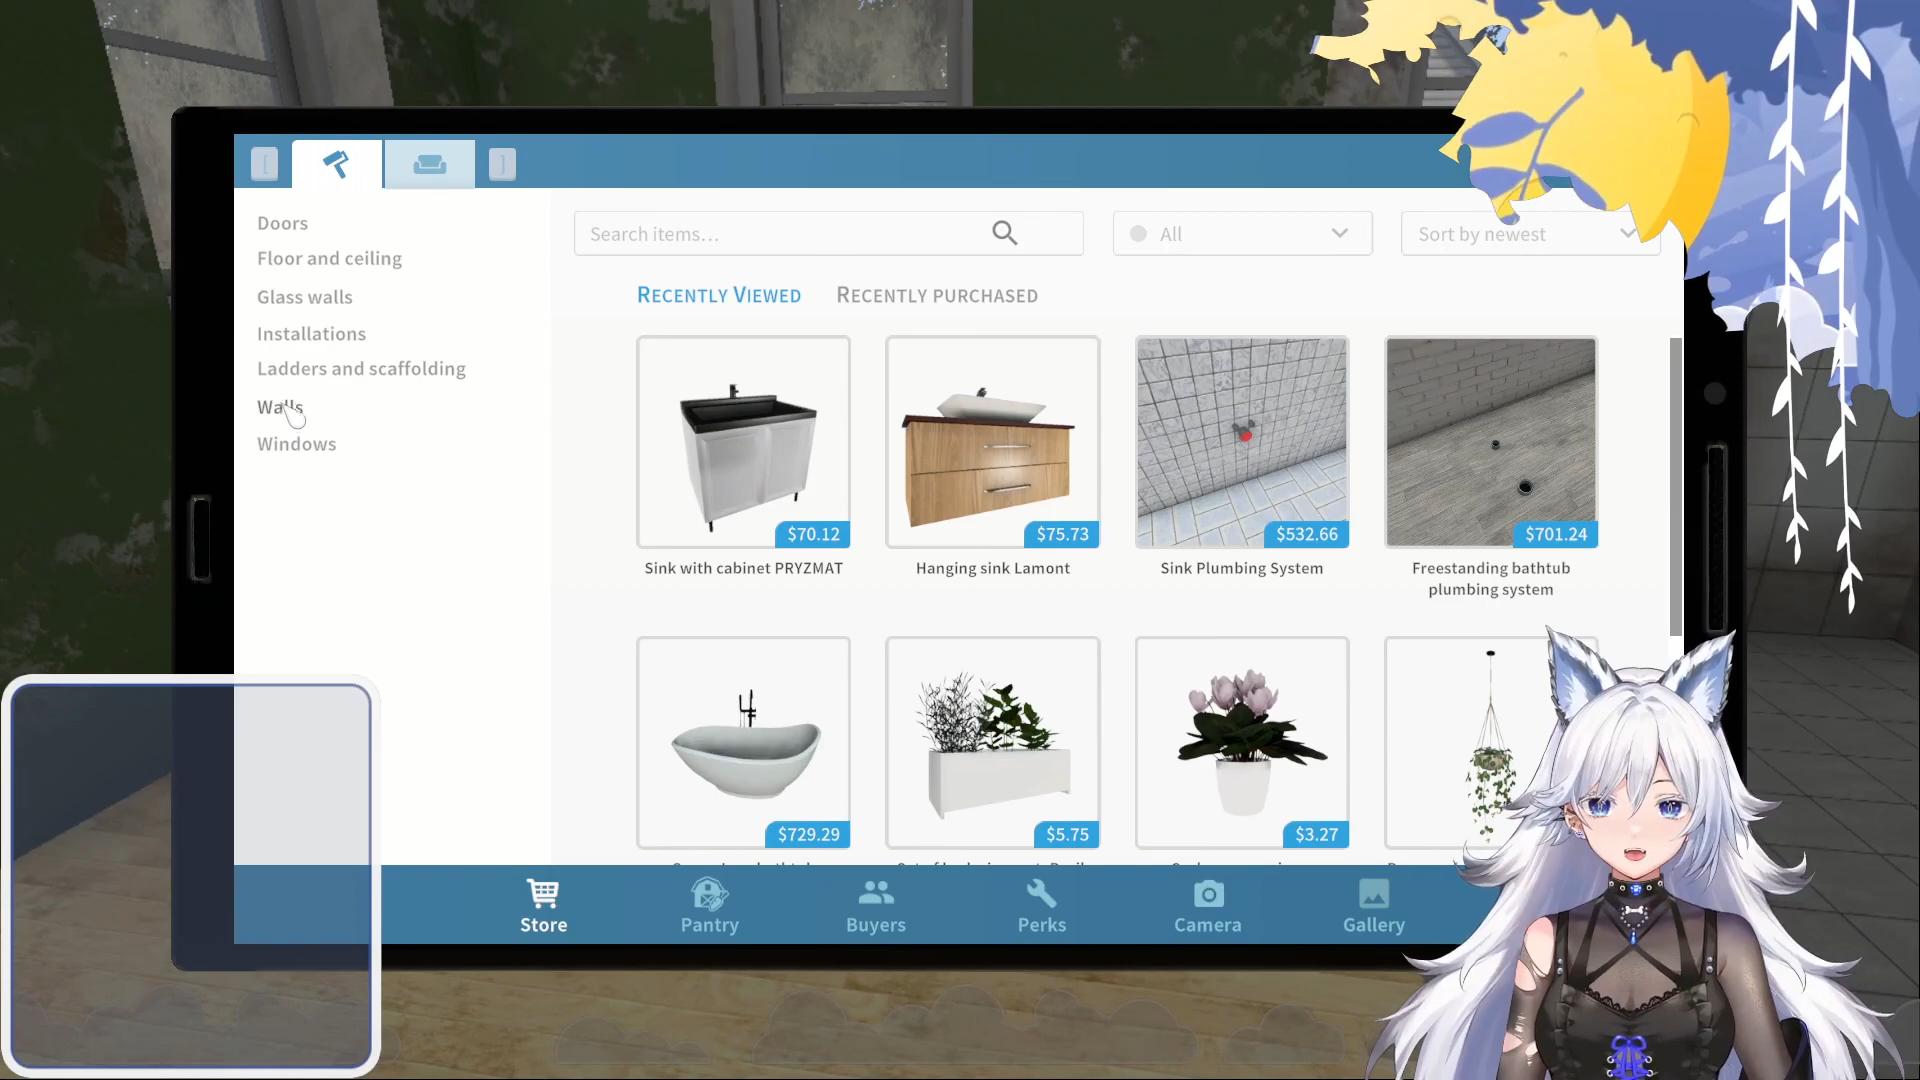 [
]
Doors
Floor and ceiling
Glass walls
Installations
Ladders and scaffolding
Walls
Windows
Search items...
All
Sort by newest
RECENTLY VIEWED
RECENTLY PURCHASED
$70.12
$75.73
$532.66
$701.24
Sink with cabinet PRYZMAT
Hanging sink Lamont
Sink Plumbing System
Freestanding bathtub
plumbing system
$729.29
$5.75
$3.27
Store
Pantry
Buyers
Perks
Camera
Gallery